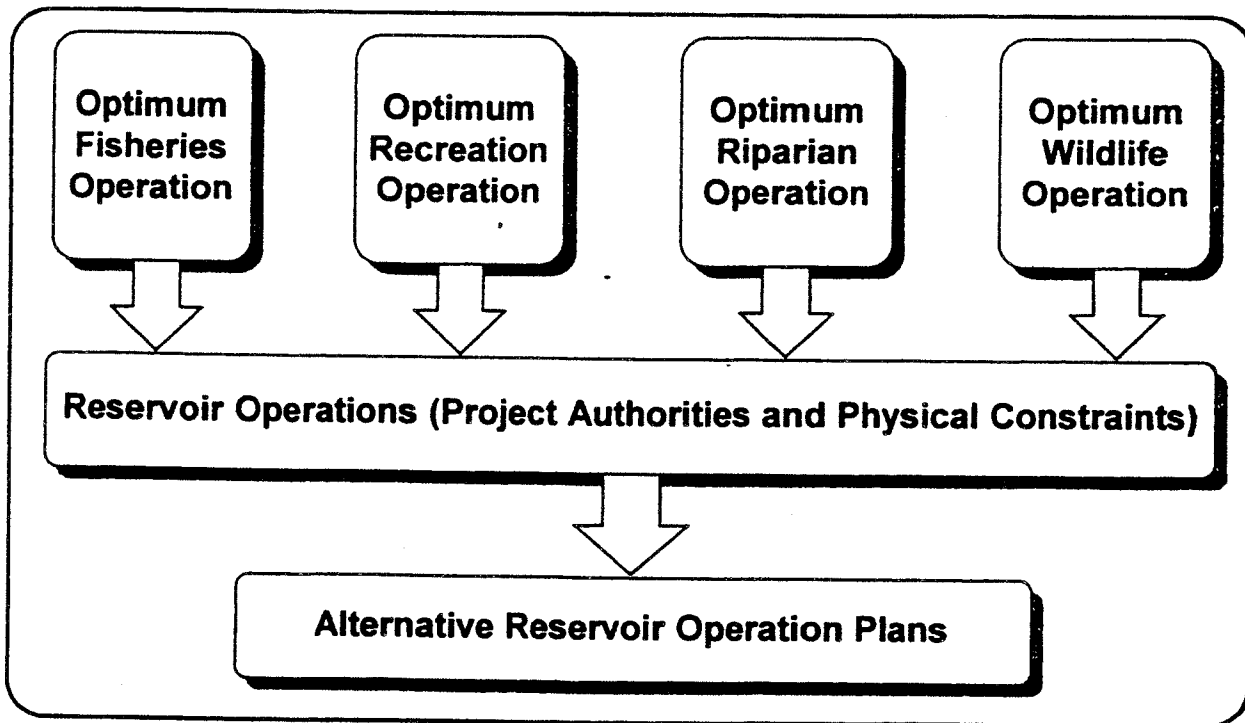 Optimum
Fisheries
Operation
Optimum
Recreation
Operation
Optimum
Riparian
Operation
Optimum
Wildlife
Operation
Reservoir Operations (Project Authorities and Physical Constraints)
Alternative Reservoir Operation Plans